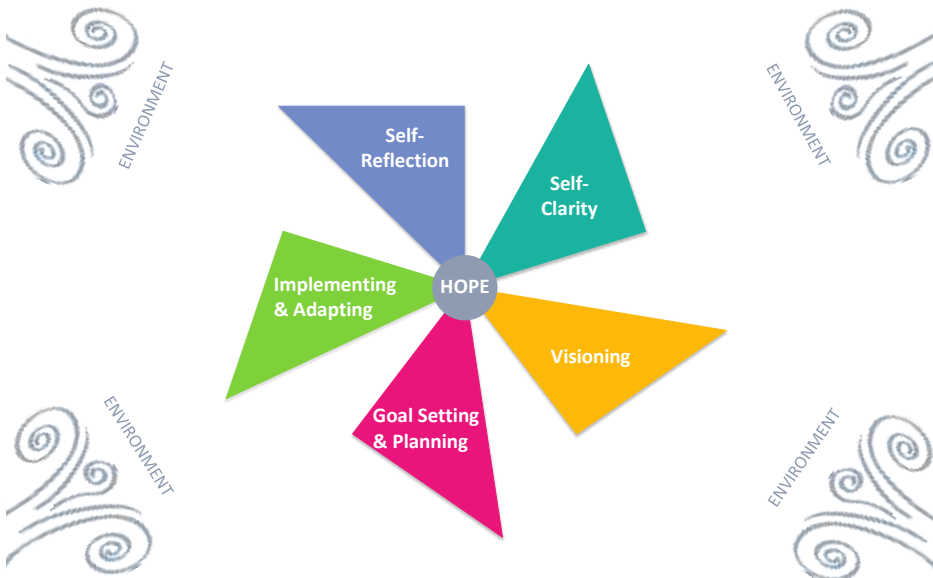 ENVIRONMENT
ENVIRONMENT
Self-
Reflection
Self-
Clarity
Implementing
& Adapting
HOPE
Visioning
Goal Setting
& Planning
ENVIRONMENT
ENVIRONMENT